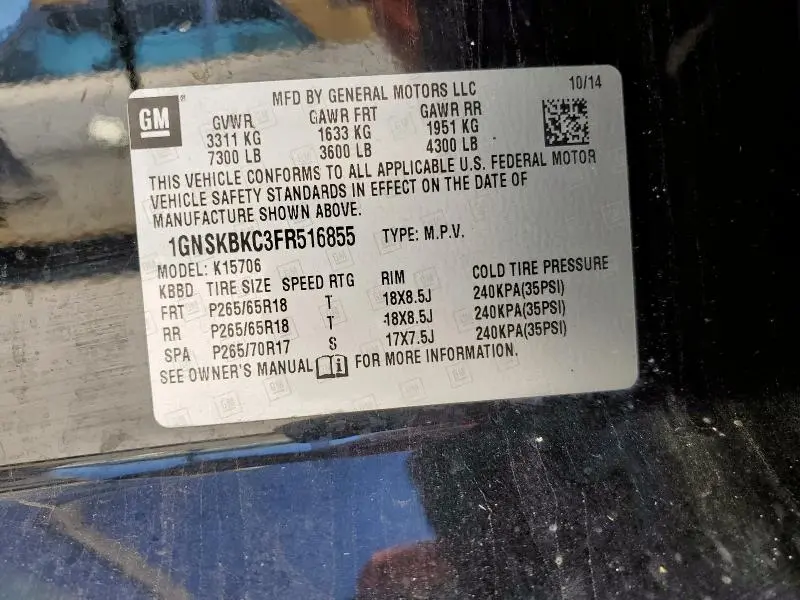 MFD BY GENERAL MOTORS LLC 10/14
GM
GVWR GAWR FRT GAWR RR
3311 KG 1633 KG 1951 KG
7300 LB 3600 LB 4300 LB
THIS VEHICLE CONFORMS TO ALL APPLICABLE U.S. FEDERAL MOTOR
VEHICLE SAFETY STANDARDS IN EFFECT ON THE DATE OF
MANUFACTURE SHOWN ABOVE.
1GNSKBKC3FR516855 TYPE: M.P.V.
MODEL: K15706
KBBD TIRE SIZE SPEED RTG RIM COLD TIRE PRESSURE
FRT P265/65R18 T 18X8.5J 240KPA(35PSI)
RR P265/65R18 T 18X8.5J 240KPA(35PSI)
SPA P265/70R17 S 17X7.5J 240KPA(35PSI)
SEE OWNER'S MANUAL FOR MORE INFORMATION.